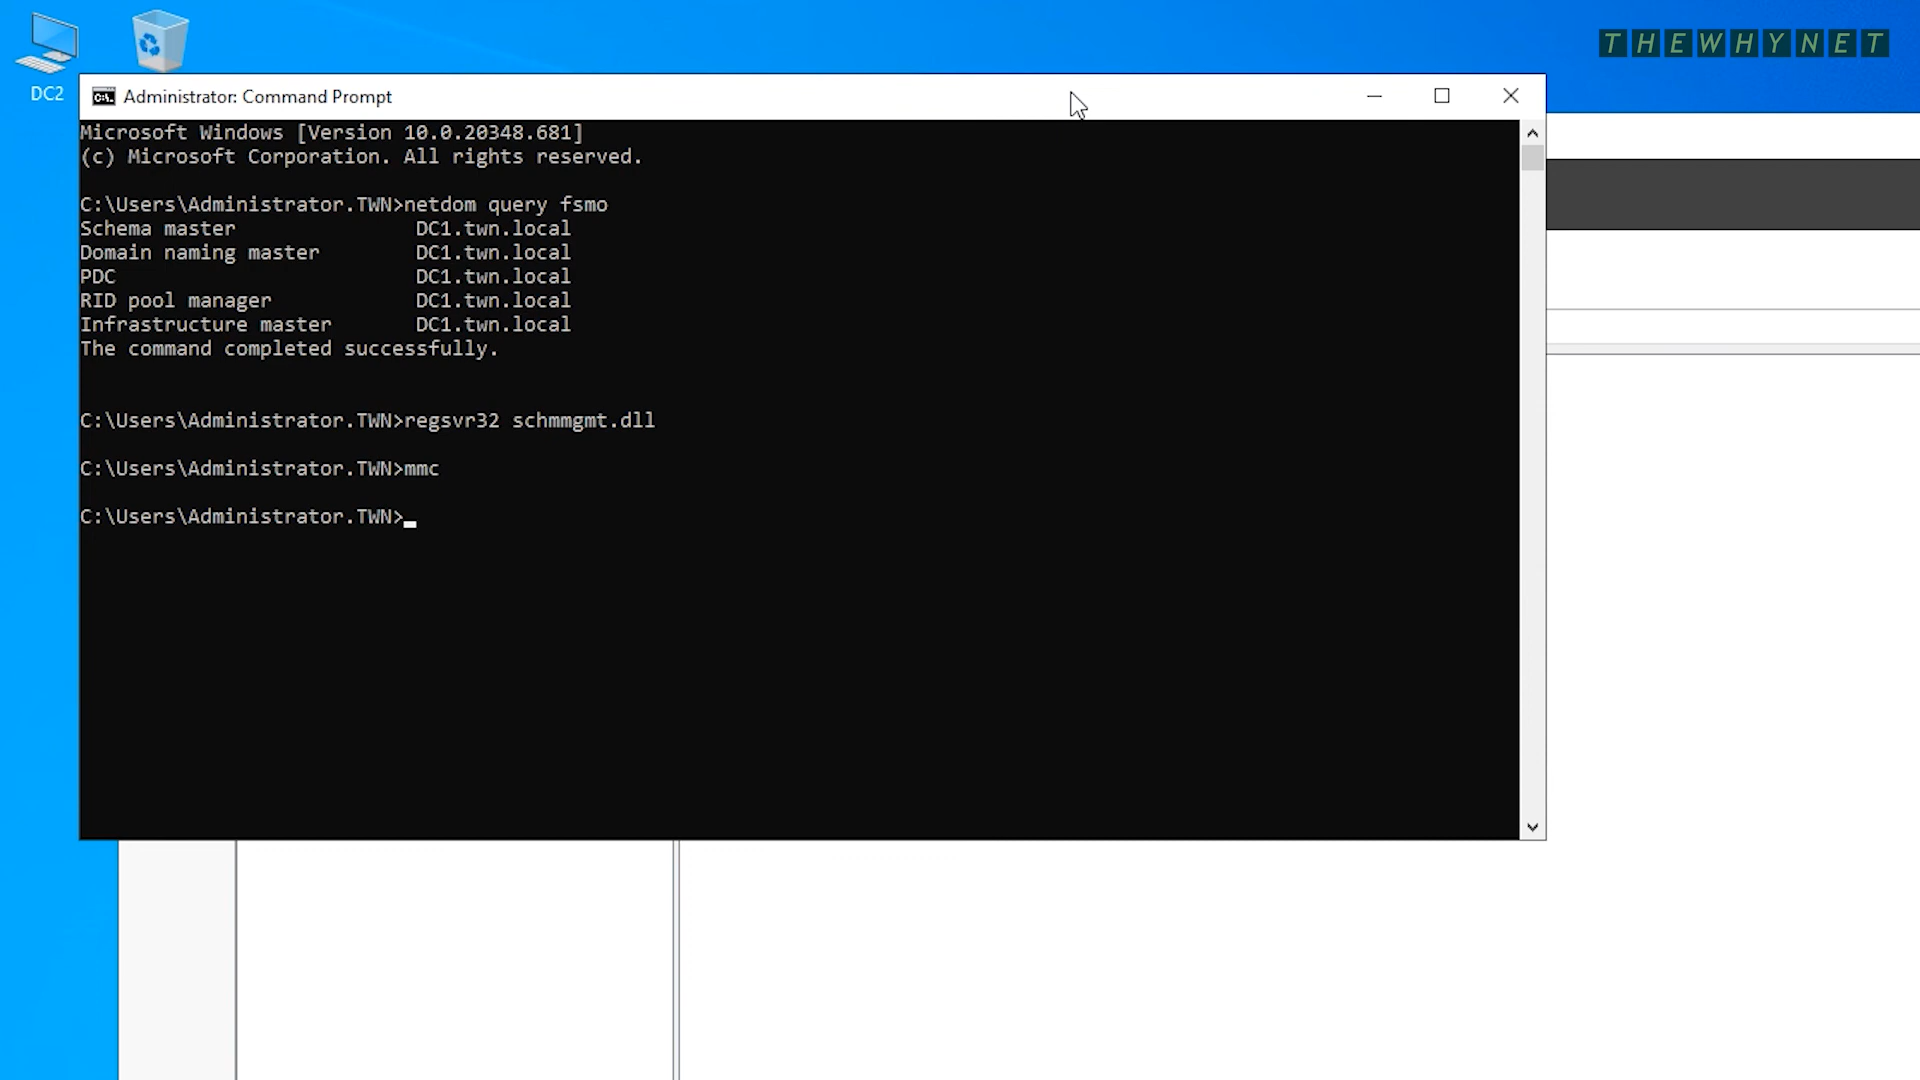 THEWHYNET
DC2
Administrator: Command Prompt
Microsoft Windows [Version 10.0.20348.681]
(c) Microsoft Corporation. All rights reserved.
C:\Users\Administrator.TWN>netdom query fsmo
Schema master DC1.twn.local
Domain naming master DC1.twn.local
PDC DC1.twn.local
RID pool manager DC1.twn.local
Infrastructure master DC1.twn.local
The command completed successfully.
C:\Users\Administrator.TWN>regsvr32 schmmgmt.dll
C:\Users\Administrator.TWN>mmc
C:\Users\Administrator.TWN>